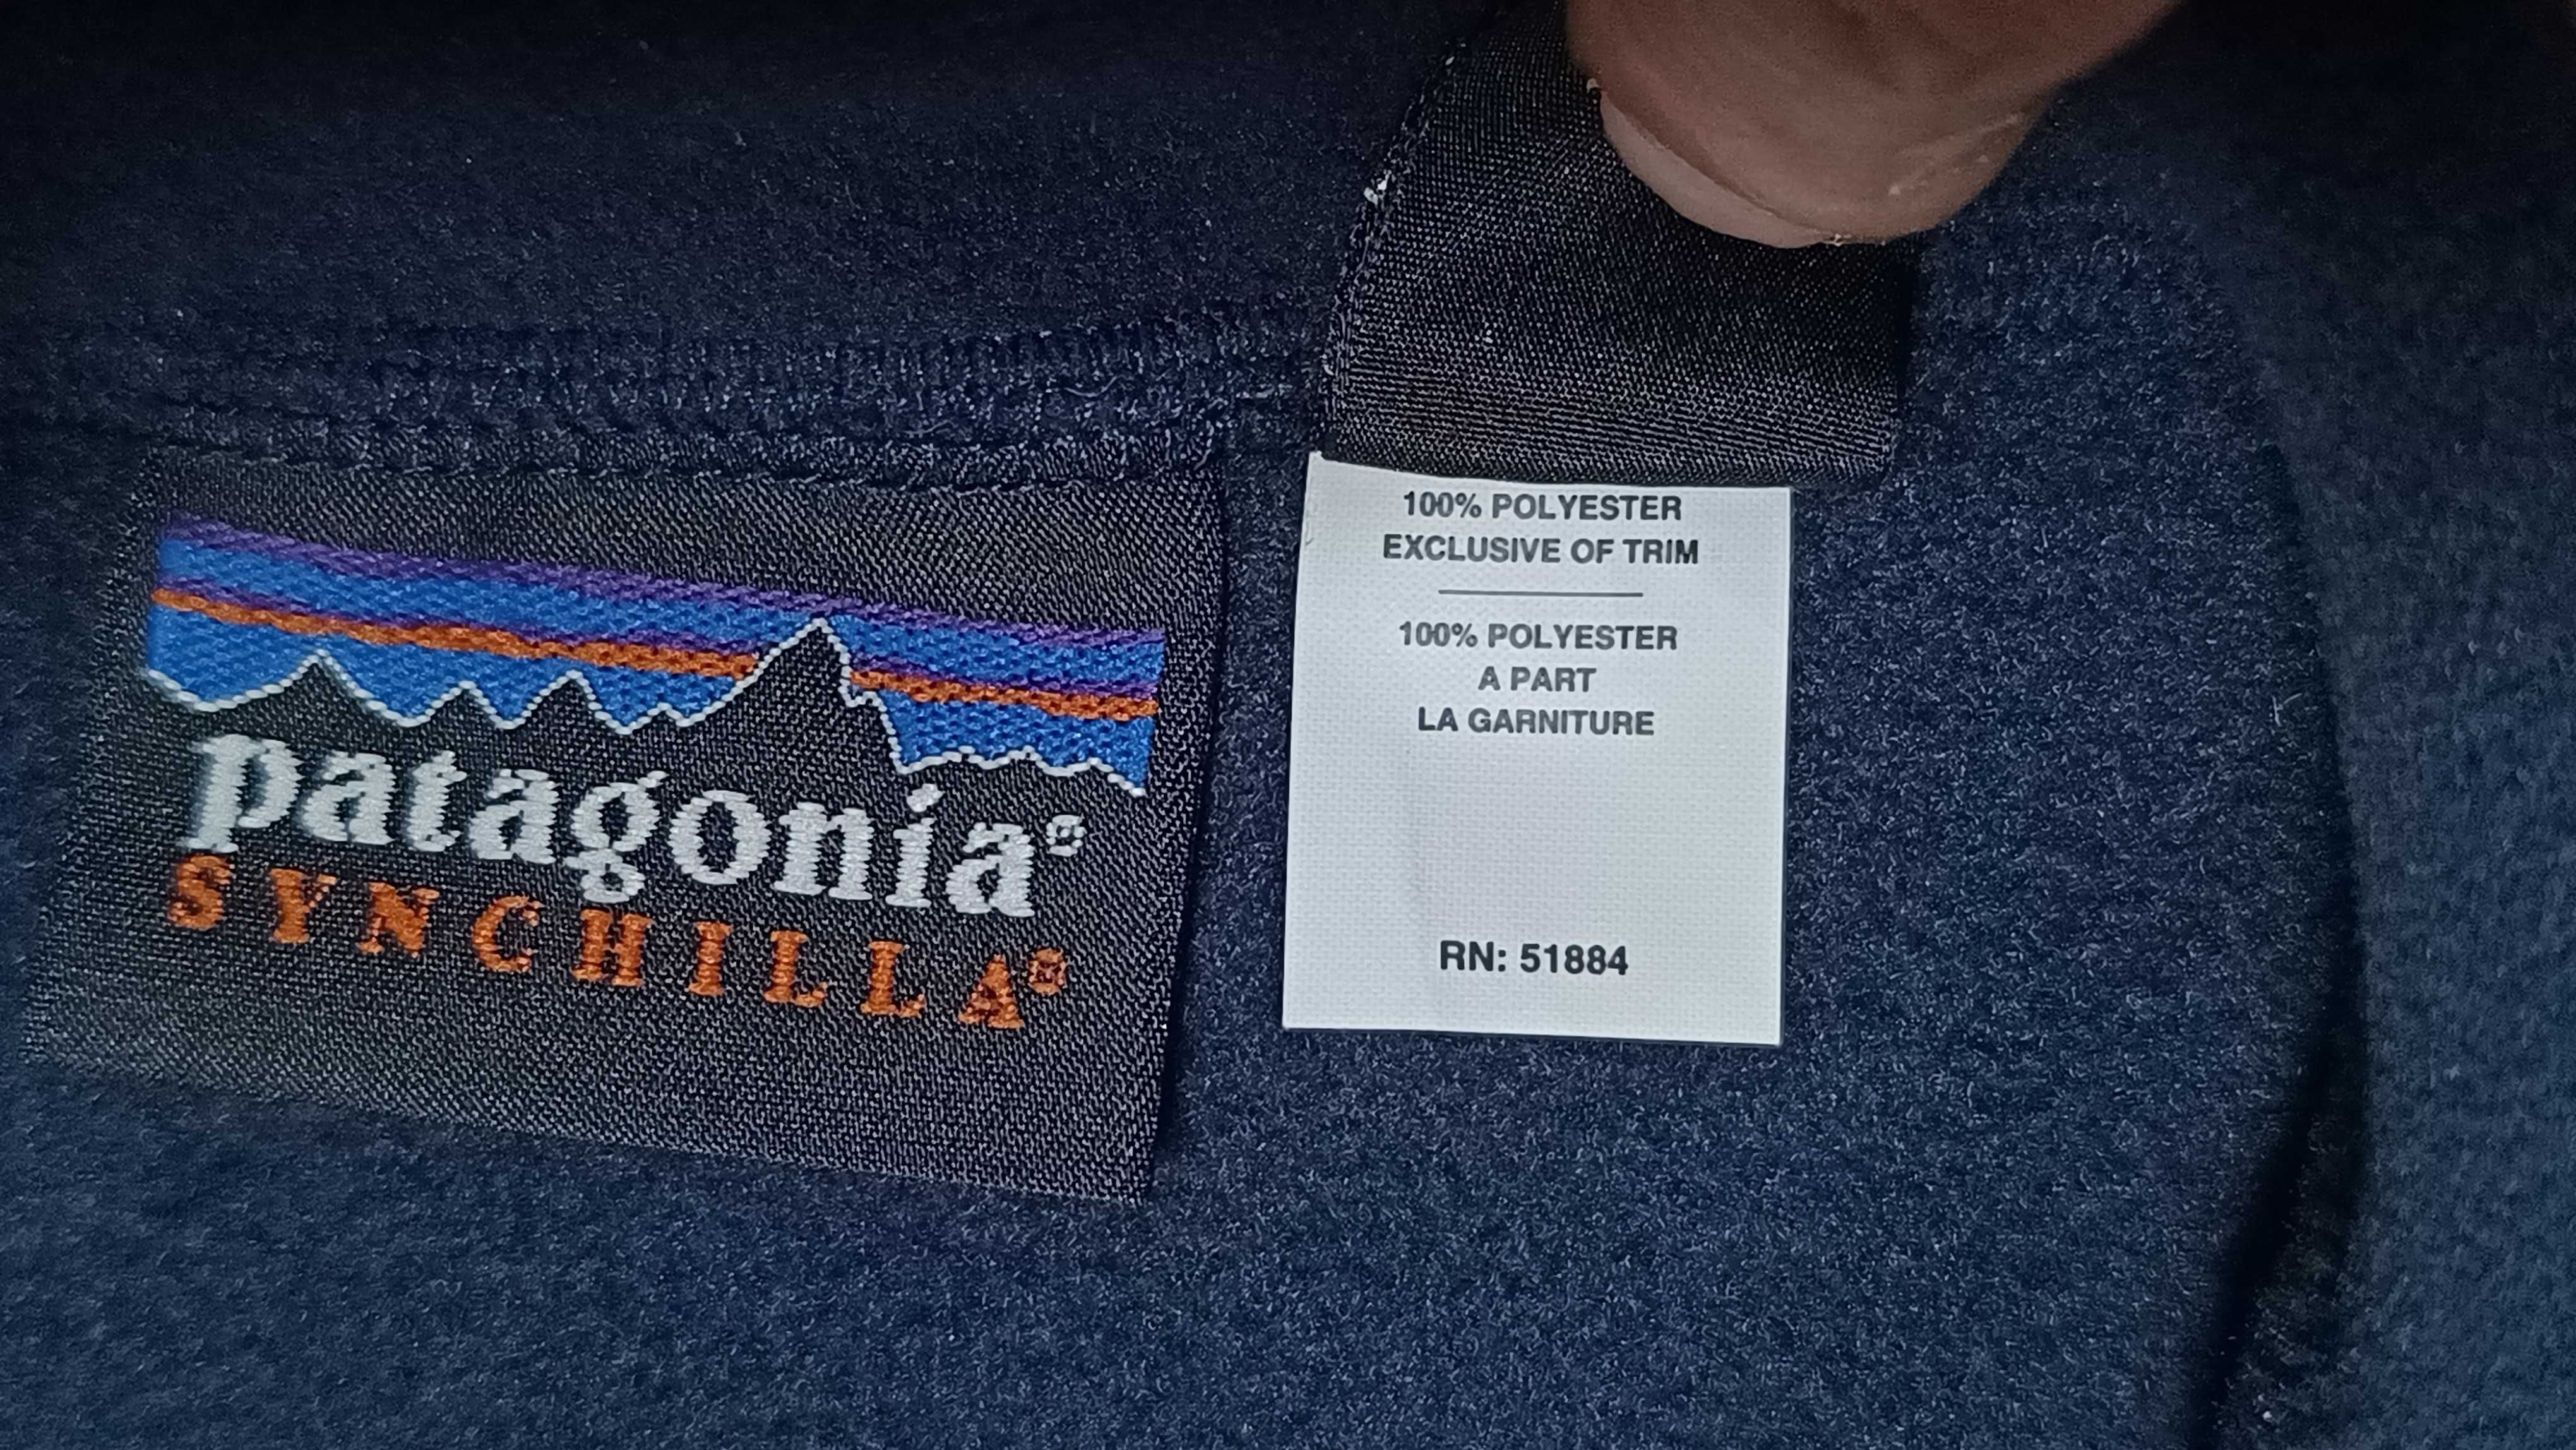 patagonia®
SYNCHILLA®
100% POLYESTER
EXCLUSIVE OF TRIM
100% POLYESTER
A PART
LA GARNITURE
RN: 51884